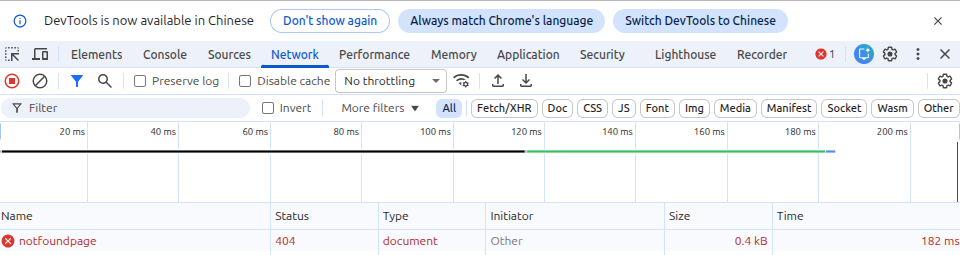 DevTools is now available in Chinese Don't show again Always match Chrome's language Switch DevTools to Chinese
Elements Console Sources Network Performance Memory Application Security Lighthouse Recorder 1
Preserve log Disable cache No throttling
Filter Invert More filters All Fetch/XHR Doc CSS JS Font Img Media Manifest Socket Wasm Other
20 ms 40 ms 60 ms 80 ms 100 ms 120 ms 140 ms 160 ms 180 ms 200 ms
Name Status Type Initiator Size Time
notfoundpage 404 document Other 0.4 kB 182 ms